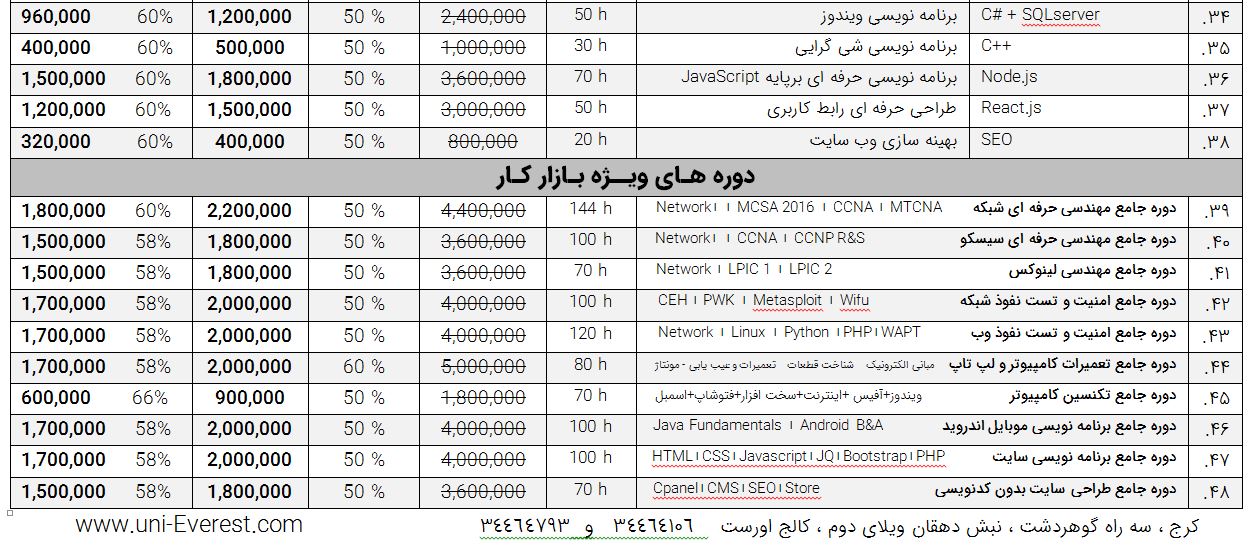 ۳۴. C# + SQLserver برنامه نویسی ویندوز 50 h 2,400,000 50 % 1,200,000 60% 960,000
۳۵. C++ برنامه نویسی شی گرایی 30 h 1,000,000 50 % 500,000 60% 400,000
۳۶. Node.js برنامه نویسی حرفه ای برپایه JavaScript 70 h 3,600,000 50 % 1,800,000 60% 1,500,000
۳۷. React.js طراحی حرفه ای رابط کاربری 50 h 3,000,000 50 % 1,500,000 60% 1,200,000
۳۸. SEO بهینه سازی وب سایت 20 h 800,000 50 % 400,000 60% 320,000
دوره های ویــژه بـازار کـار
۳۹. دوره جامع مهندسی حرفه ای شبکه Network ا ا MCSA 2016 ا CCNA ا MTCNA 144 h 4,400,000 50 % 2,200,000 60% 1,800,000
۴۰. دوره جامع مهندسی حرفه ای سیسکو Network ا ا CCNA ا CCNP R&S 100 h 3,600,000 50 % 1,800,000 58% 1,500,000
۴۱. دوره جامع مهندسی لینوکس Network ا LPIC 1 ا LPIC 2 70 h 3,600,000 50 % 1,800,000 58% 1,500,000
۴۲. دوره جامع امنیت و تست نفوذ شبکه CEH ا PWK ا Metasploit ا Wifu 100 h 4,000,000 50 % 2,000,000 58% 1,700,000
۴۳. دوره جامع امنیت و تست نفوذ وب Network ا Linux ا Python ا PHP ا WAPT 120 h 4,000,000 50 % 2,000,000 58% 1,700,000
۴۴. دوره جامع تعمیرات کامپیوتر و لپ تاپ مبانی الکترونیک شناخت قطعات تعمیرات و عیب یابی - مونتاژ 80 h 5,000,000 60 % 2,000,000 58% 1,700,000
۴۵. دوره جامع تکنسین کامپیوتر ویندوز+آفیس +اینترنت+سخت افزار+فتوشاپ+اسمبل 70 h 1,800,000 50 % 900,000 66% 600,000
۴۶. دوره جامع برنامه نویسی موبایل اندروید Java Fundamentals ا Android B&A 100 h 4,000,000 50 % 2,000,000 58% 1,700,000
۴۷. دوره جامع برنامه نویسی سایت HTML ا CSS ا Javascript ا JQ ا Bootstrap ا PHP 100 h 4,000,000 50 % 2,000,000 58% 1,700,000
۴۸. دوره جامع طراحی سایت بدون کدنویسی Cpanel ا CMS ا SEO ا Store 70 h 3,600,000 50 % 1,800,000 58% 1,500,000
کرج ، سه راه گوهردشت ، نبش دهقان ویلای دوم ، کالج اورست ٣٤٤٦٤١٠٦ و ٣٤٤٦٤٧٩٣ www.uni-Everest.com